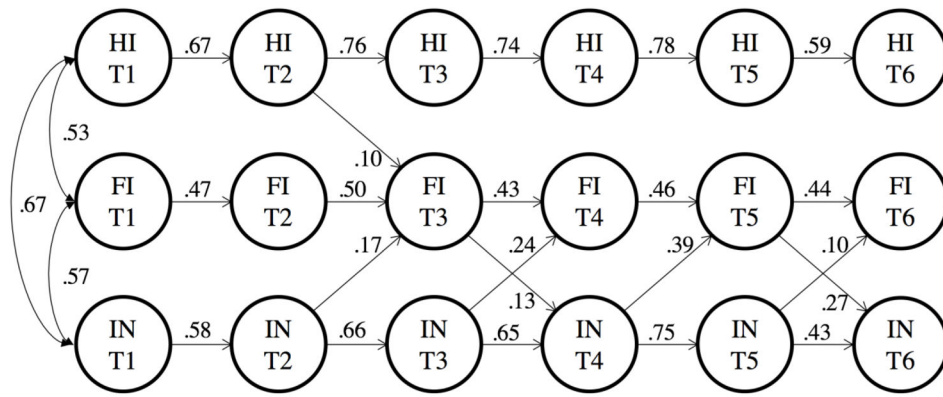 HI
T1
.67
HI
T2
.76
HI
T3
.74
HI
T4
.78
HI
T5
.59
HI
T6
.53
.10
.67
FI
T1
.47
FI
T2
.50
FI
T3
.43
FI
T4
.46
FI
T5
.44
FI
T6
.57
.17
.24
.13
.39
.10
.27
IN
T1
.58
IN
T2
.66
IN
T3
.65
IN
T4
.75
IN
T5
.43
IN
T6